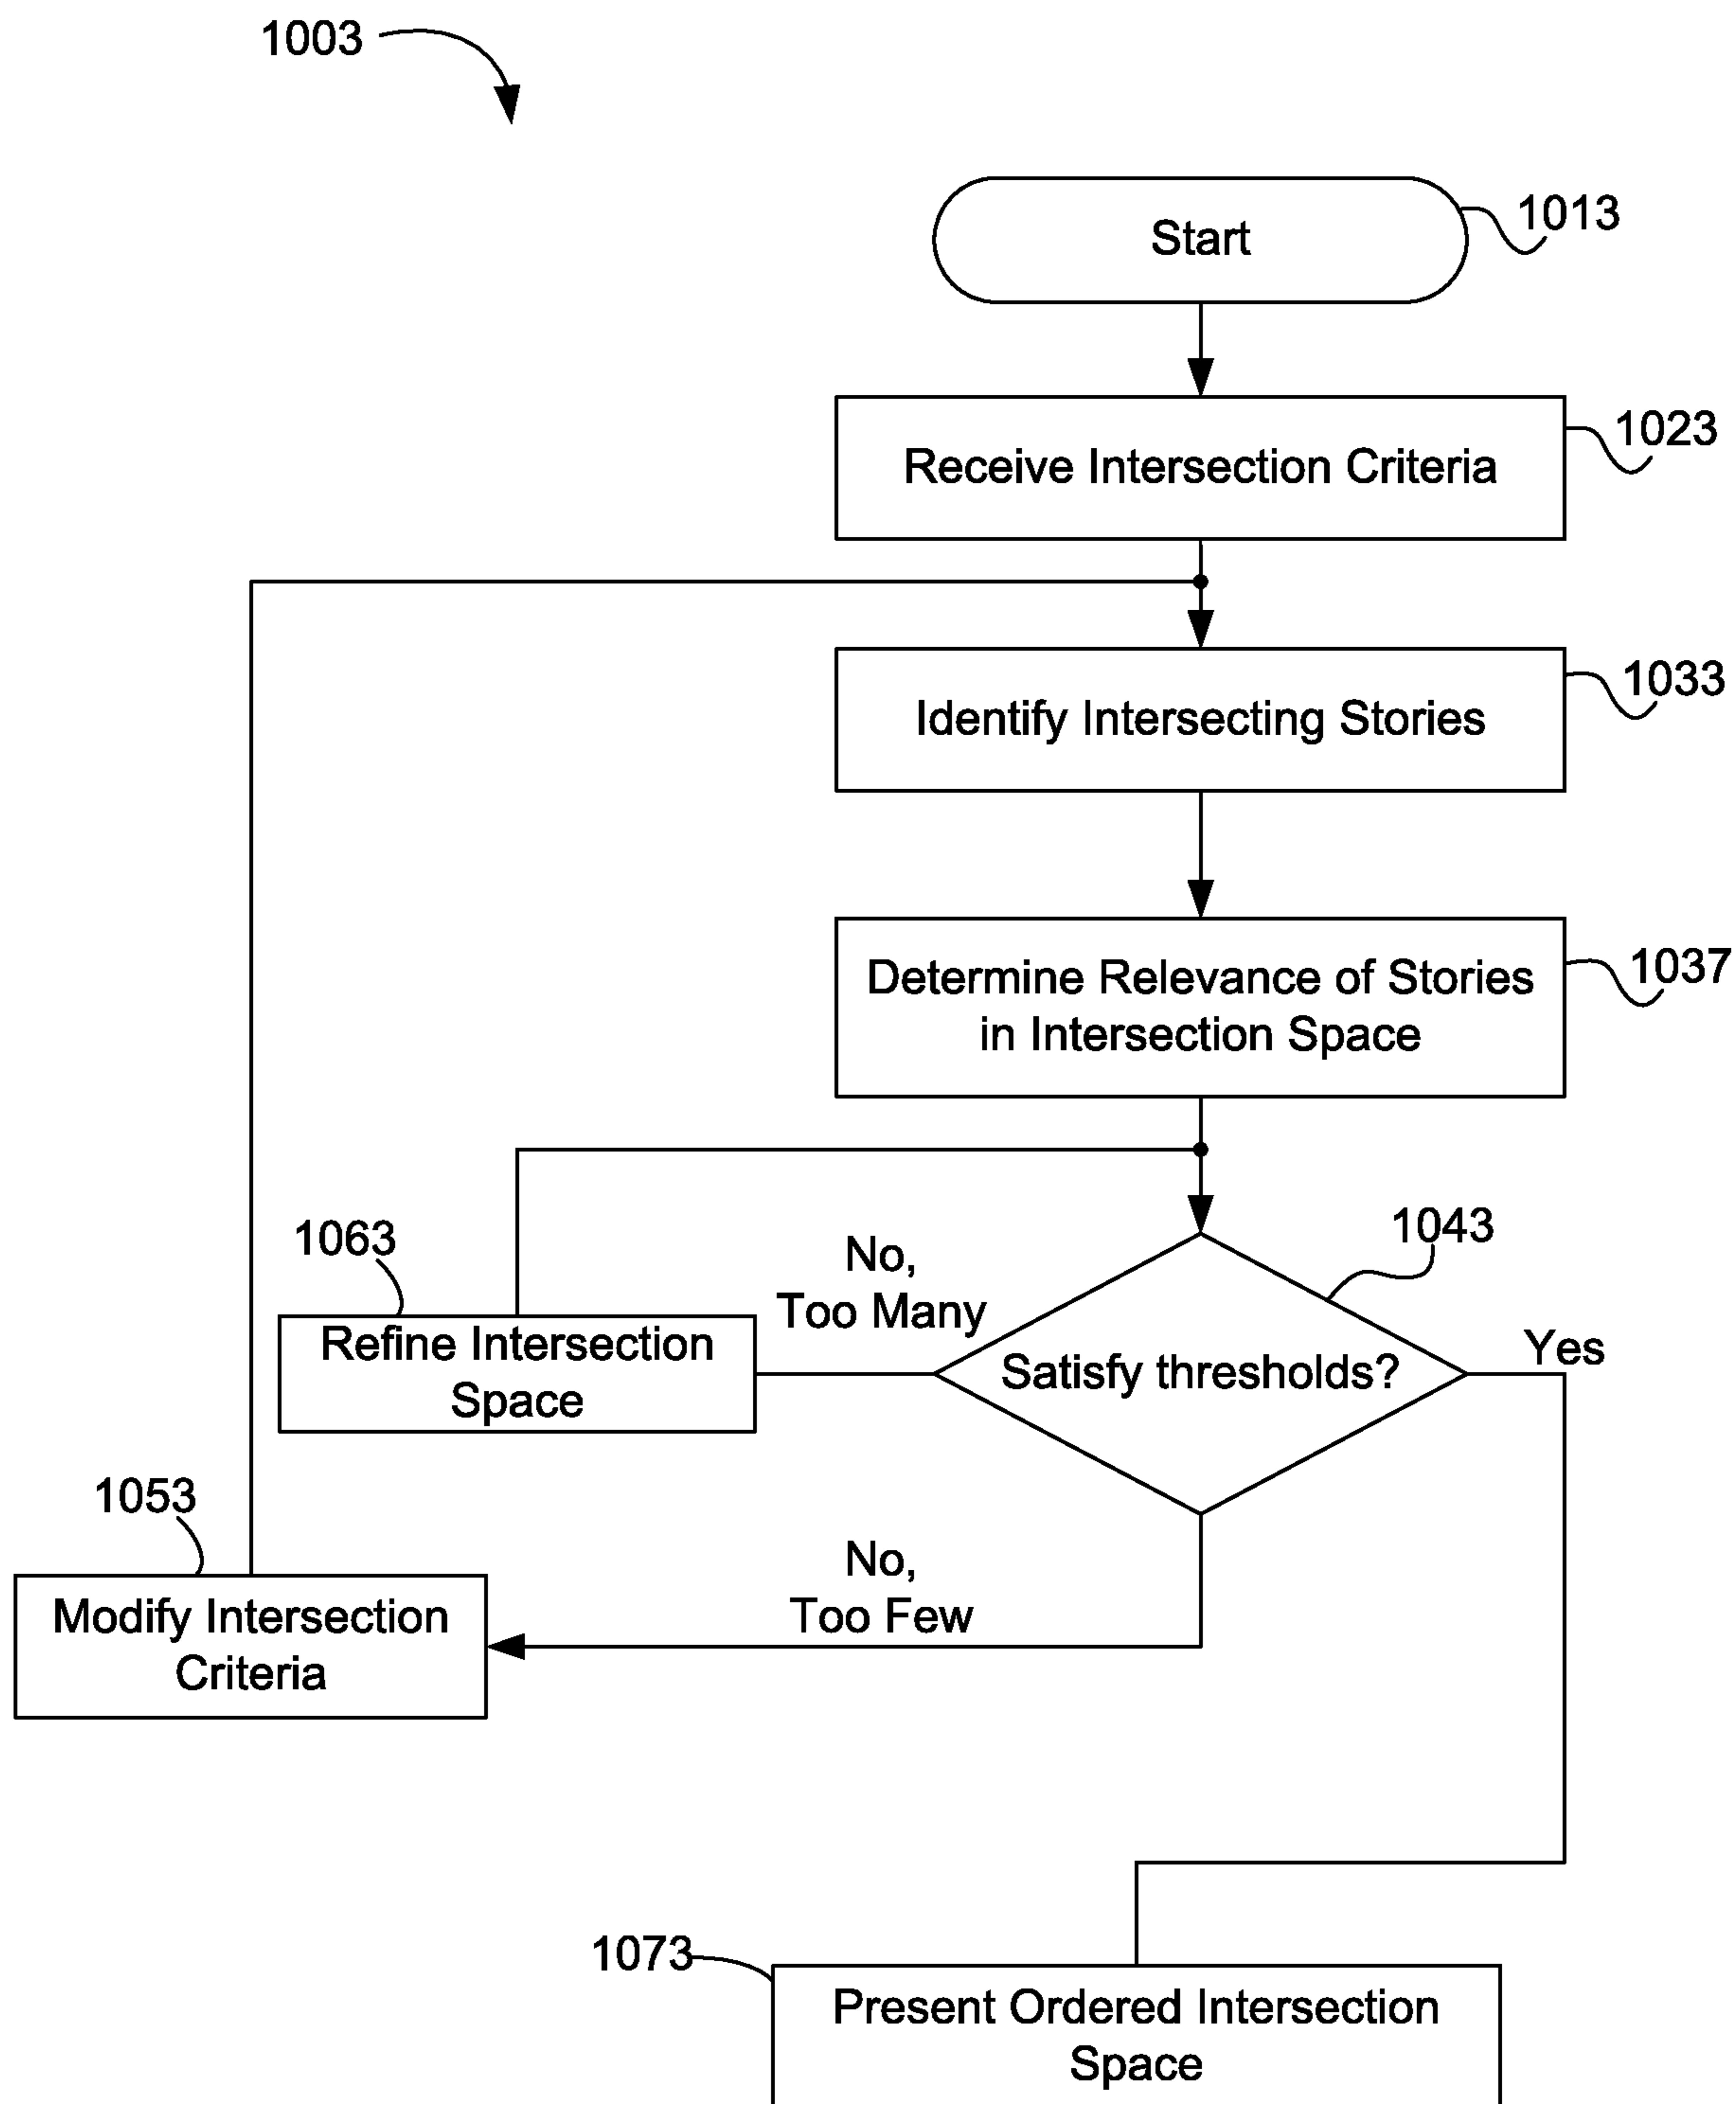 1003
Start
1013
Receive Intersection Criteria
1023
Identify Intersecting Stories
1033
Determine Relevance of Stories
in Intersection Space
1037
1063
No,
Too Many
1043
Refine Intersection
Space
Satisfy thresholds?
Yes
1053
No,
Too Few
Modify Intersection
Criteria
1073
Present Ordered Intersection
Space